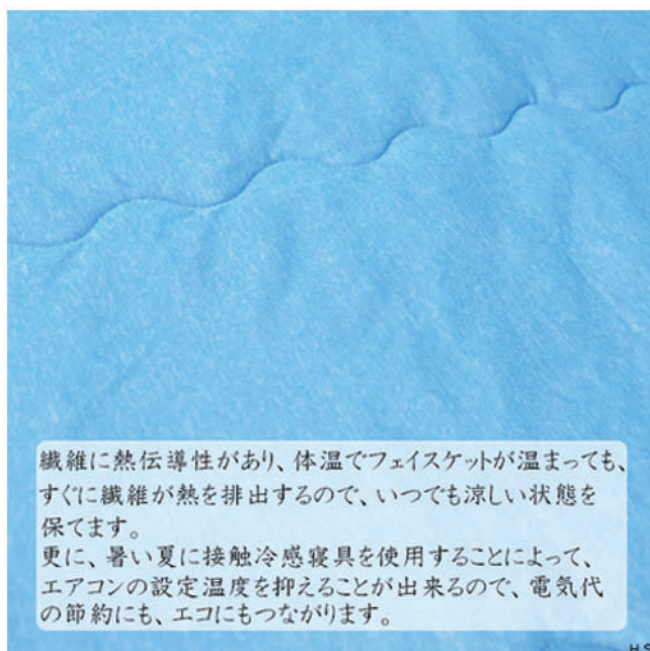 繊維に熱伝導性があり、体温でフェイスケットが温まっても、
すぐに繊維が熱を排出するので、いつでも涼しい状態を
保てます。
更に、暑い夏に接触冷感寝具を使用することによって、
エアコンの設定温度を抑えることが出来るので、電気代
の節約にも、エコにもつながります。
HS